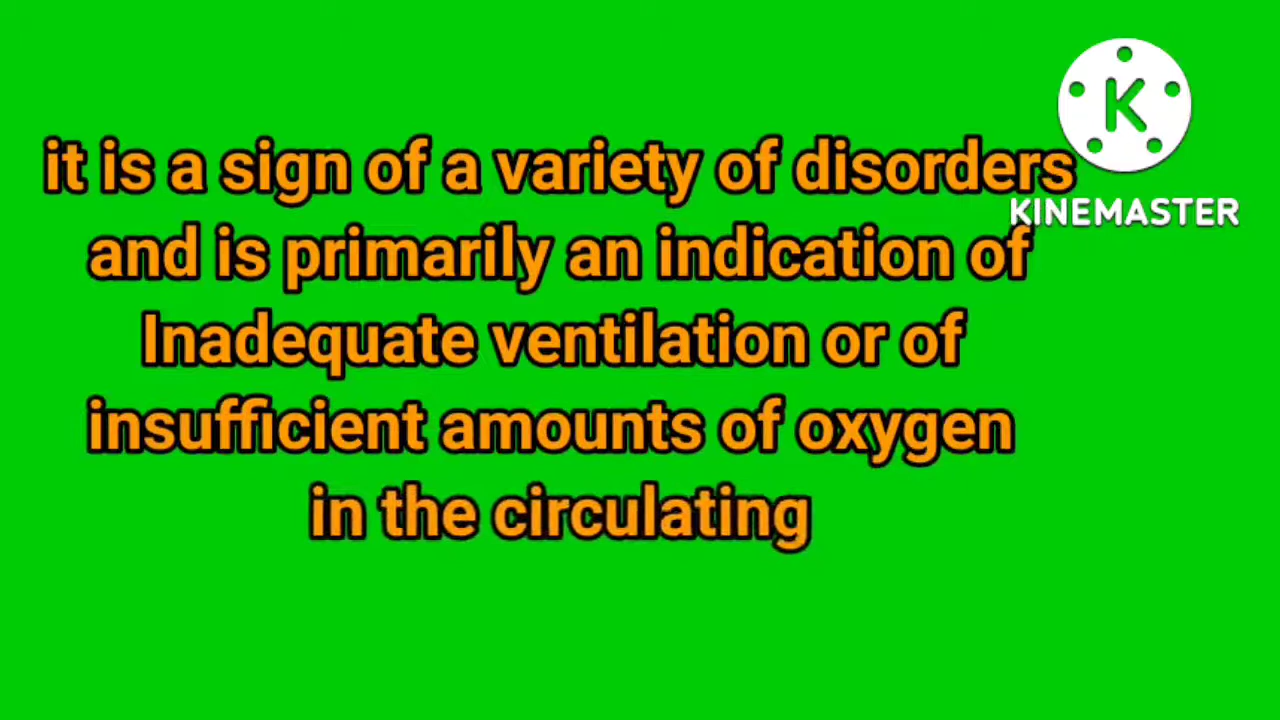 it is a sign of a variety of disorders
and is primarily an indication of
Inadequate ventilation or of
insufficient amounts of oxygen
in the circulating
K
KINEMASTER